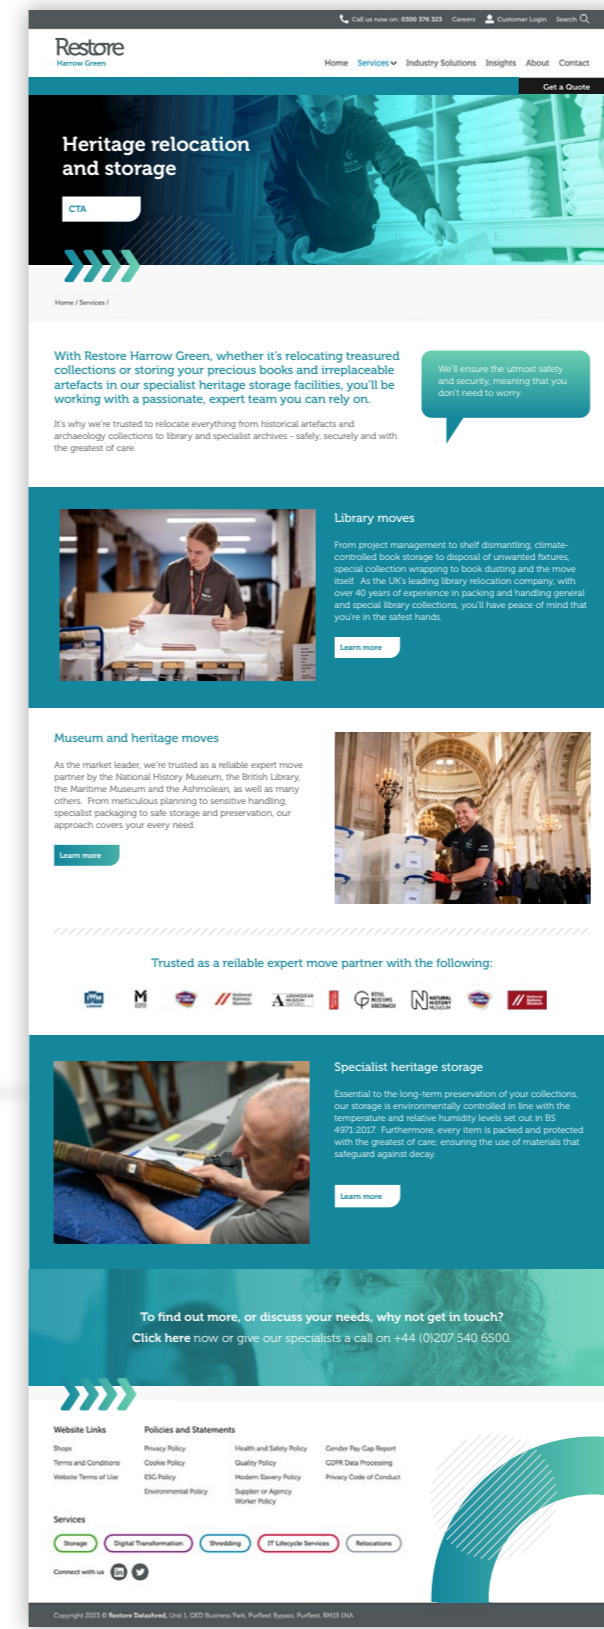 Call us now on: 0300 376 323 Careers Customer Login Search
Restore
Harrow Green
Home Services Industry Solutions Insights About Contact
Get a Quote
Heritage relocation
and storage
CTA
Home / Services /
With Restore Harrow Green, whether it's relocating treasured
collections or storing your precious books and irreplaceable
artefacts in our specialist heritage storage facilities, you'll be
working with a passionate, expert team you can rely on.
It's why we're trusted to relocate everything from historical artefacts and
archaeology collections to library and specialist archives - safely, securely and with
the greatest of care.
We'll ensure the utmost safety
and security, meaning that you
don't need to worry.
Library moves
From project management to shelf dismantling, climate-
controlled book storage to disposal of unwanted fixtures,
special collection wrapping to book dusting and the move
itself. As the UK's leading library relocation company, with
over 40 years of experience in packing and handling general
and special library collections, you'll have peace of mind that
you're in the safest hands.
Learn more
Museum and heritage moves
As the market leader, we're trusted as a reliable expert move
partner by the National History Museum, the British Library,
the Maritime Museum and the Ashmolean, as well as many
others. From meticulous planning to sensitive handling,
specialist packaging to safe storage and preservation, our
approach covers your every need.
Learn more
Trusted as a reilable expert move partner with the following:
M
National
Railway
Museum
ASHMOLEAN
MUSEUM
ROYAL
MUSEUMS
GREENWICH
NATURAL
HISTORY
MUSEUM
National
Railway
Museum
Specialist heritage storage
Essential to the long-term preservation of your collections,
our storage is environmentally controlled in line with the
temperature and relative humidity levels set out in BS
4971:2017. Furthermore, every item is packed and protected
with the greatest of care; ensuring the use of materials that
safeguard against decay.
Learn more
To find out more, or discuss your needs, why not get in touch?
Click here now or give our specialists a call on +44 (0)207 540 6500.
Website Links
Shops
Terms and Conditions
Website Terms of Use
Policies and Statements
Privacy Policy
Cookie Policy
ESG Policy
Environmental Policy
Health and Safety Policy
Quality Policy
Modern Slavery Policy
Supplier or Agency
Worker Policy
Gender Pay Gap Report
GDPR Data Processing
Privacy Code of Conduct
Services
Storage Digital Transformation Shredding IT Lifecycle Services Relocations
Connect with us in
Copyright 2023 © Restore Datashred, Unit 1, QED Business Park, Purfleet Bypass, Purfleet, RM19 1NA